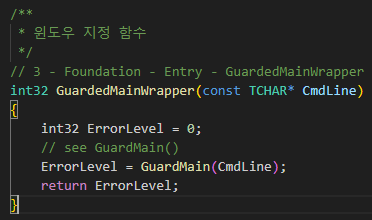 /**
 * 윈도우 지정 함수
 */
// 3 - Foundation - Entry - GuardedMainWrapper
int32 GuardedMainWrapper(const TCHAR* CmdLine)
{
    int32 ErrorLevel = 0;
    // see GuardMain()
    ErrorLevel = GuardMain(CmdLine);
    return ErrorLevel;
}